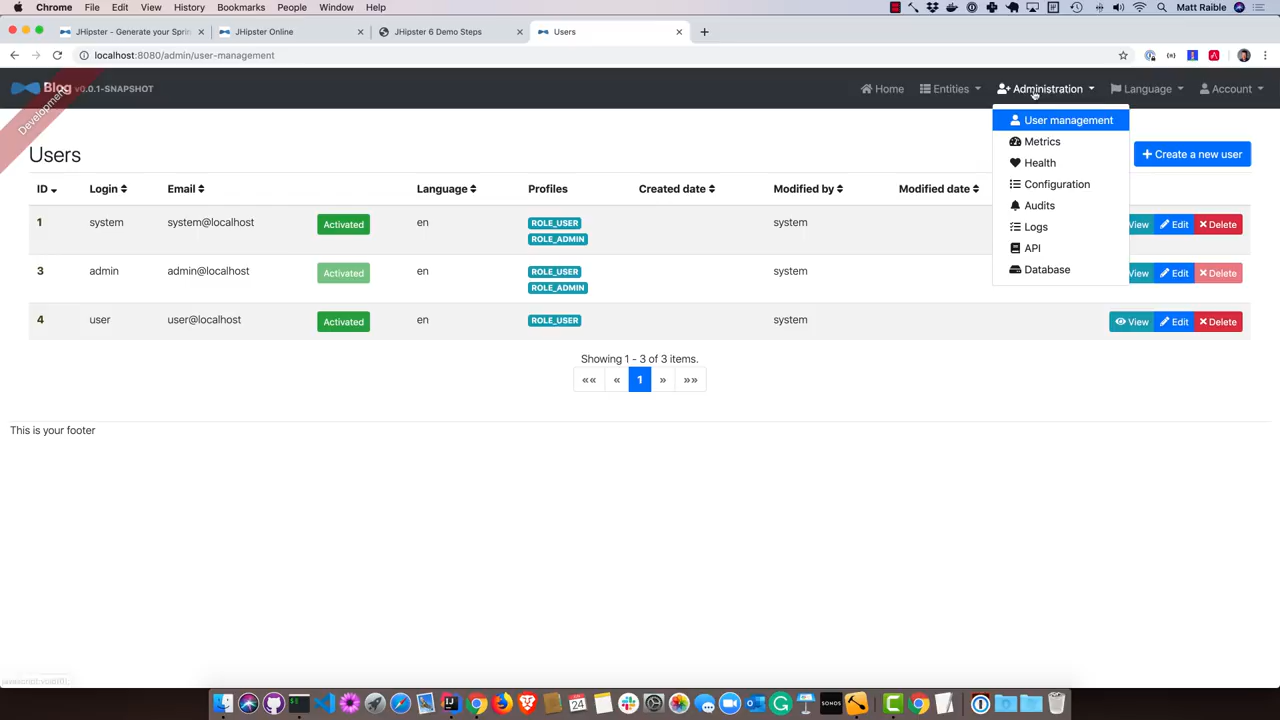 Chrome File Edit View History Bookmarks People Window Help Matt Raible
JHipster - Generate your Sprin JHipster Online JHipster 6 Demo Steps Users
localhost:8080/admin/user-management
Blog v0.0.1-SNAPSHOT Home Entities Administration Language Account
Development
User management
Metrics
Health
Configuration
Audits
Logs
API
Database
Users
Create a new user
ID Login Email Language Profiles Created date Modified by Modified date
1 system system@localhost Activated en ROLE_USER system View Edit Delete
ROLE_ADMIN
3 admin admin@localhost Activated en ROLE_USER system View Edit Delete
ROLE_ADMIN
4 user user@localhost Activated en ROLE_USER system View Edit Delete
Showing 1 - 3 of 3 items.
«« « 1 » »»
This is your footer
SONOS